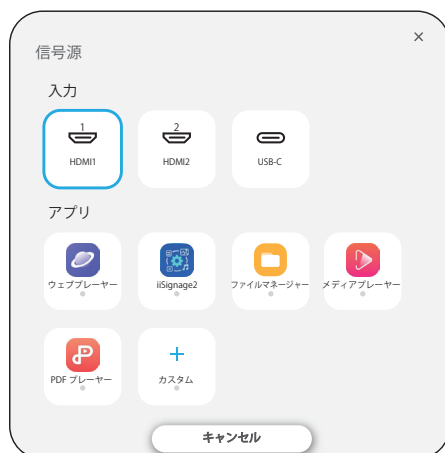 信号源
×
入力
1
2
HDMI1
HDMI2
USB-C
アプリ
ウェブプレーヤー
iiSignage2
ファイルマネージャー
メディアプレーヤー
PDF プレーヤー
カスタム
キャンセル